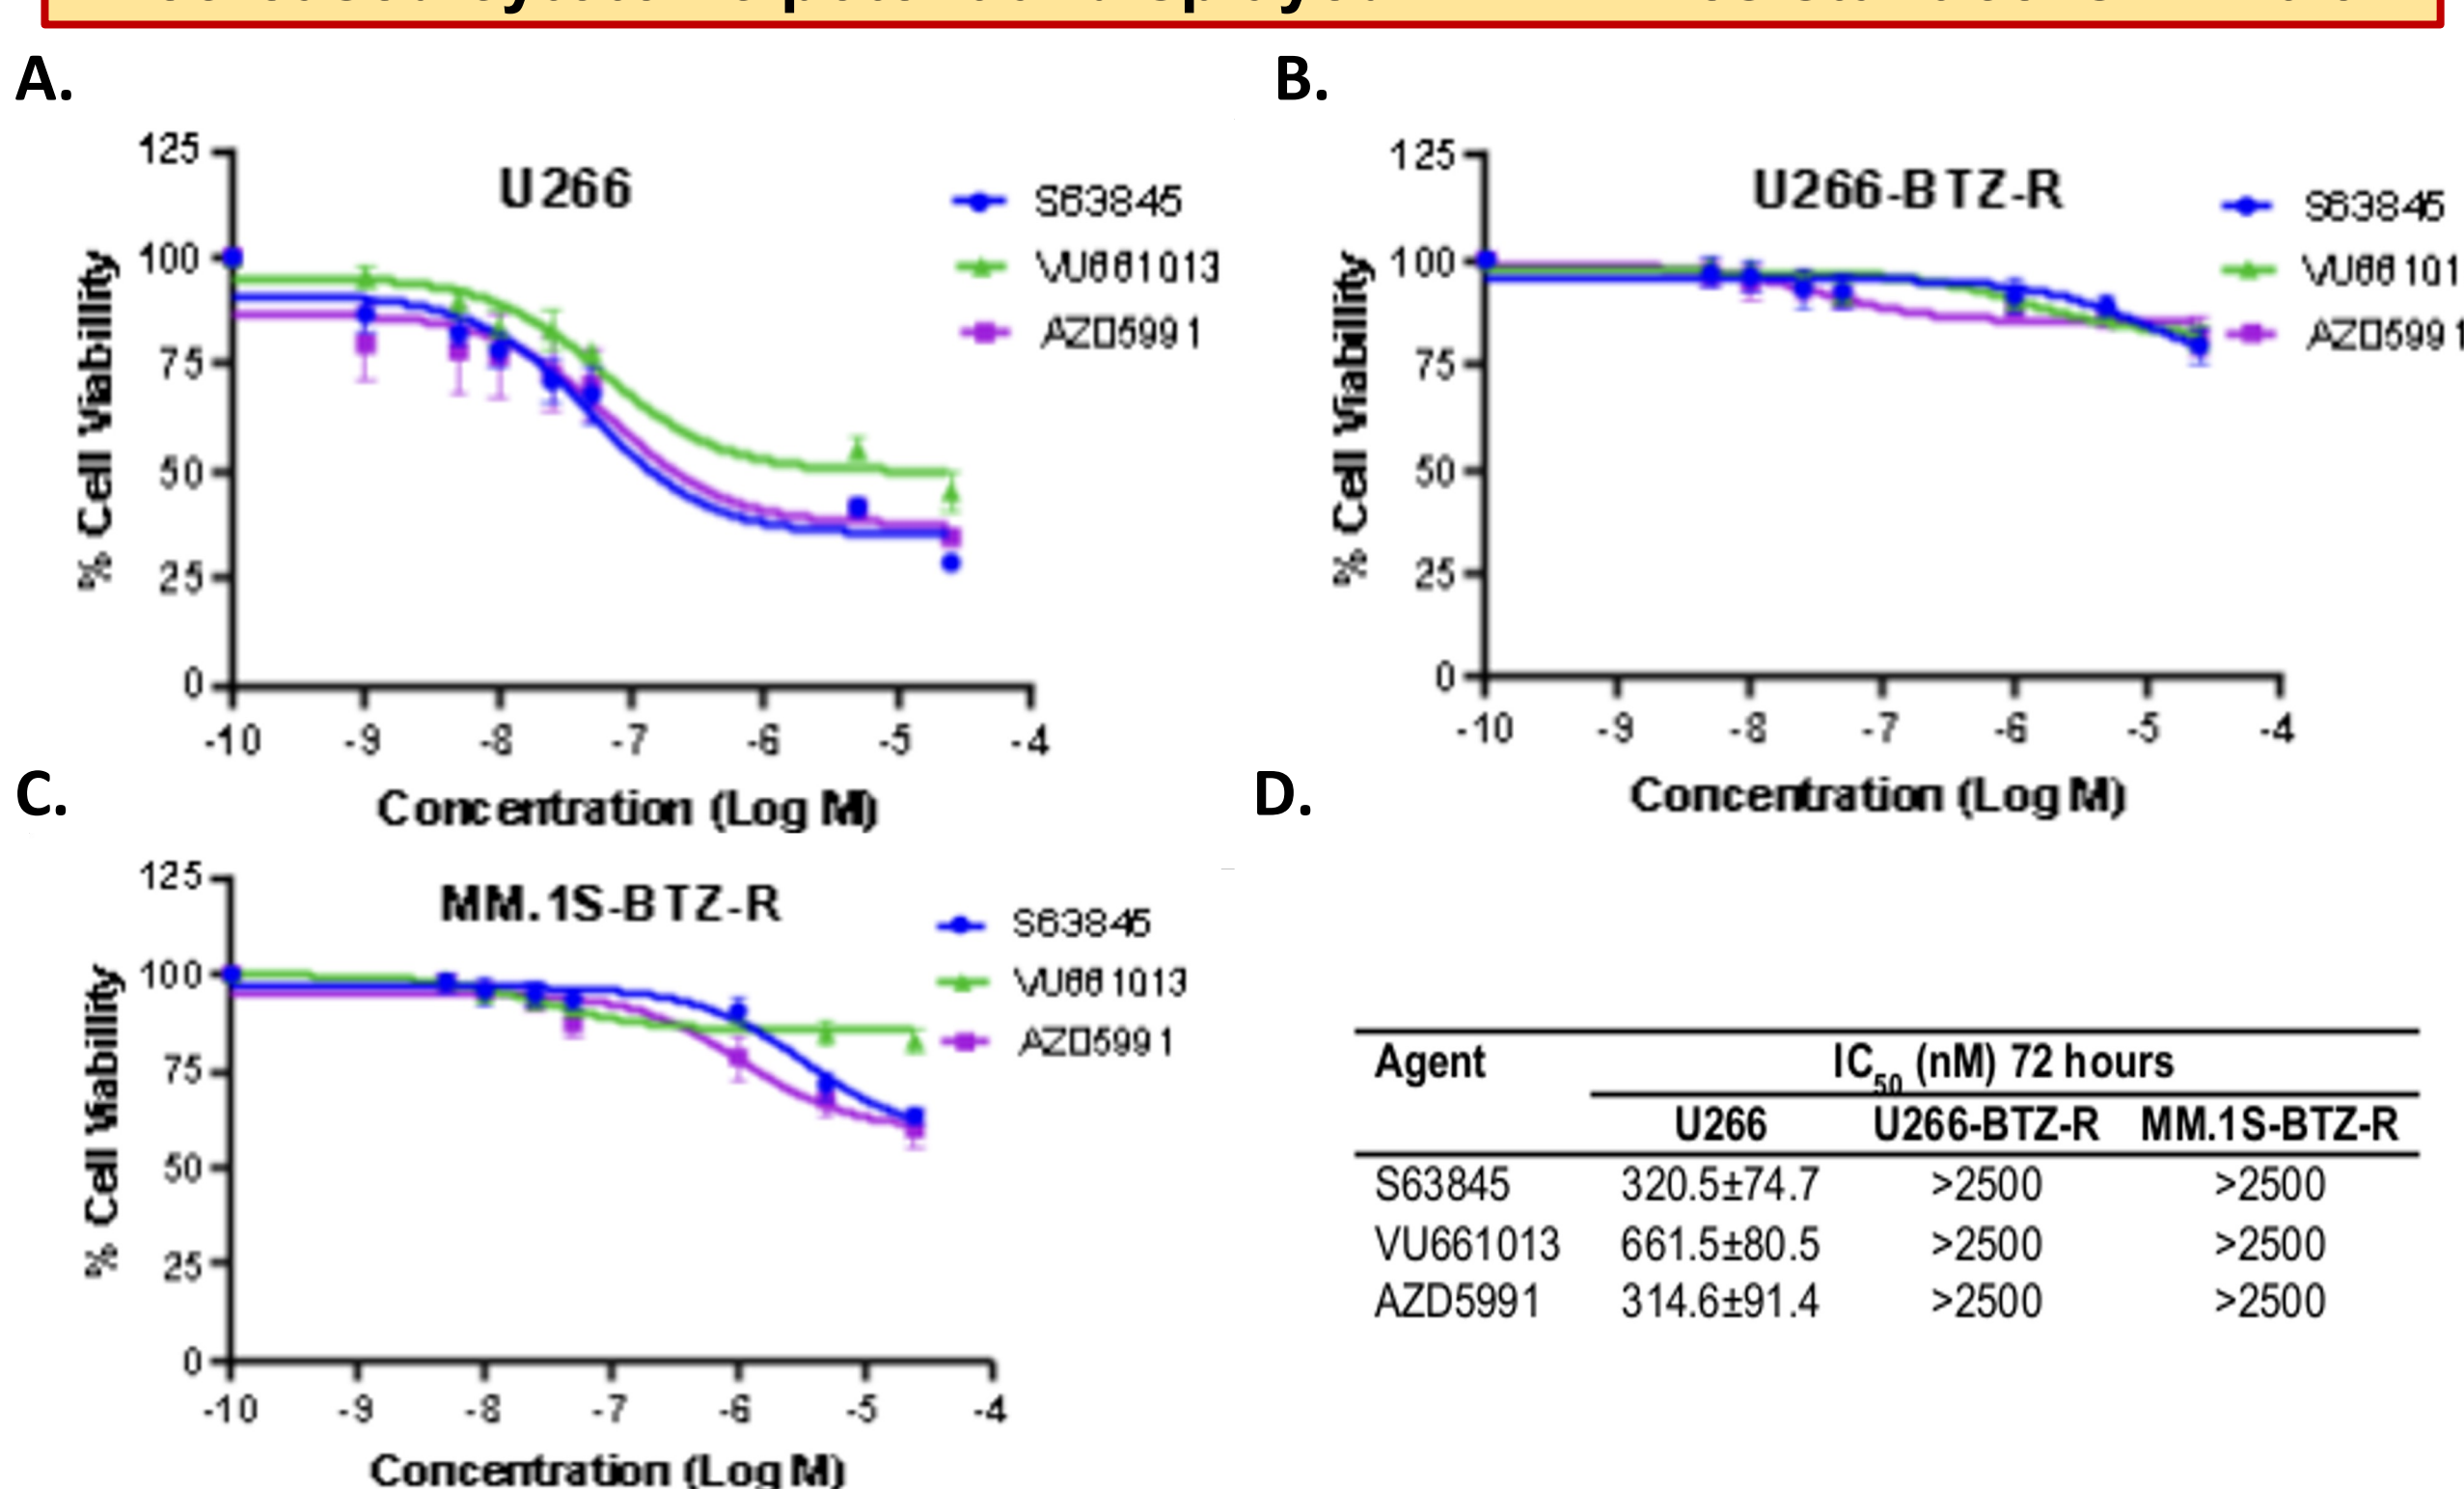 A.
B.
125
100
75
50
25
0
% Cell Viability
U266
S63845
VU661013
AZD5991
-10 -9 -8 -7 -6 -5 -4
Concentration (Log M)
125
100
75
50
25
0
% Cell Viability
U266-BTZ-R
S63845
VU66101
AZD5991
-10 -9 -8 -7 -6 -5 -4
Concentration (Log M)
C.
D.
125
100
75
50
25
0
% Cell Viability
MM.1S-BTZ-R
S63845
VU661013
AZD5991
-10 -9 -8 -7 -6 -5 -4
Concentration (Log M)
Agent IC50 (nM) 72 hours
U266 U266-BTZ-R MM.1S-BTZ-R
S63845 320.5±74.7 >2500 >2500
VU661013 661.5±80.5 >2500 >2500
AZD5991 314.6±91.4 >2500 >2500